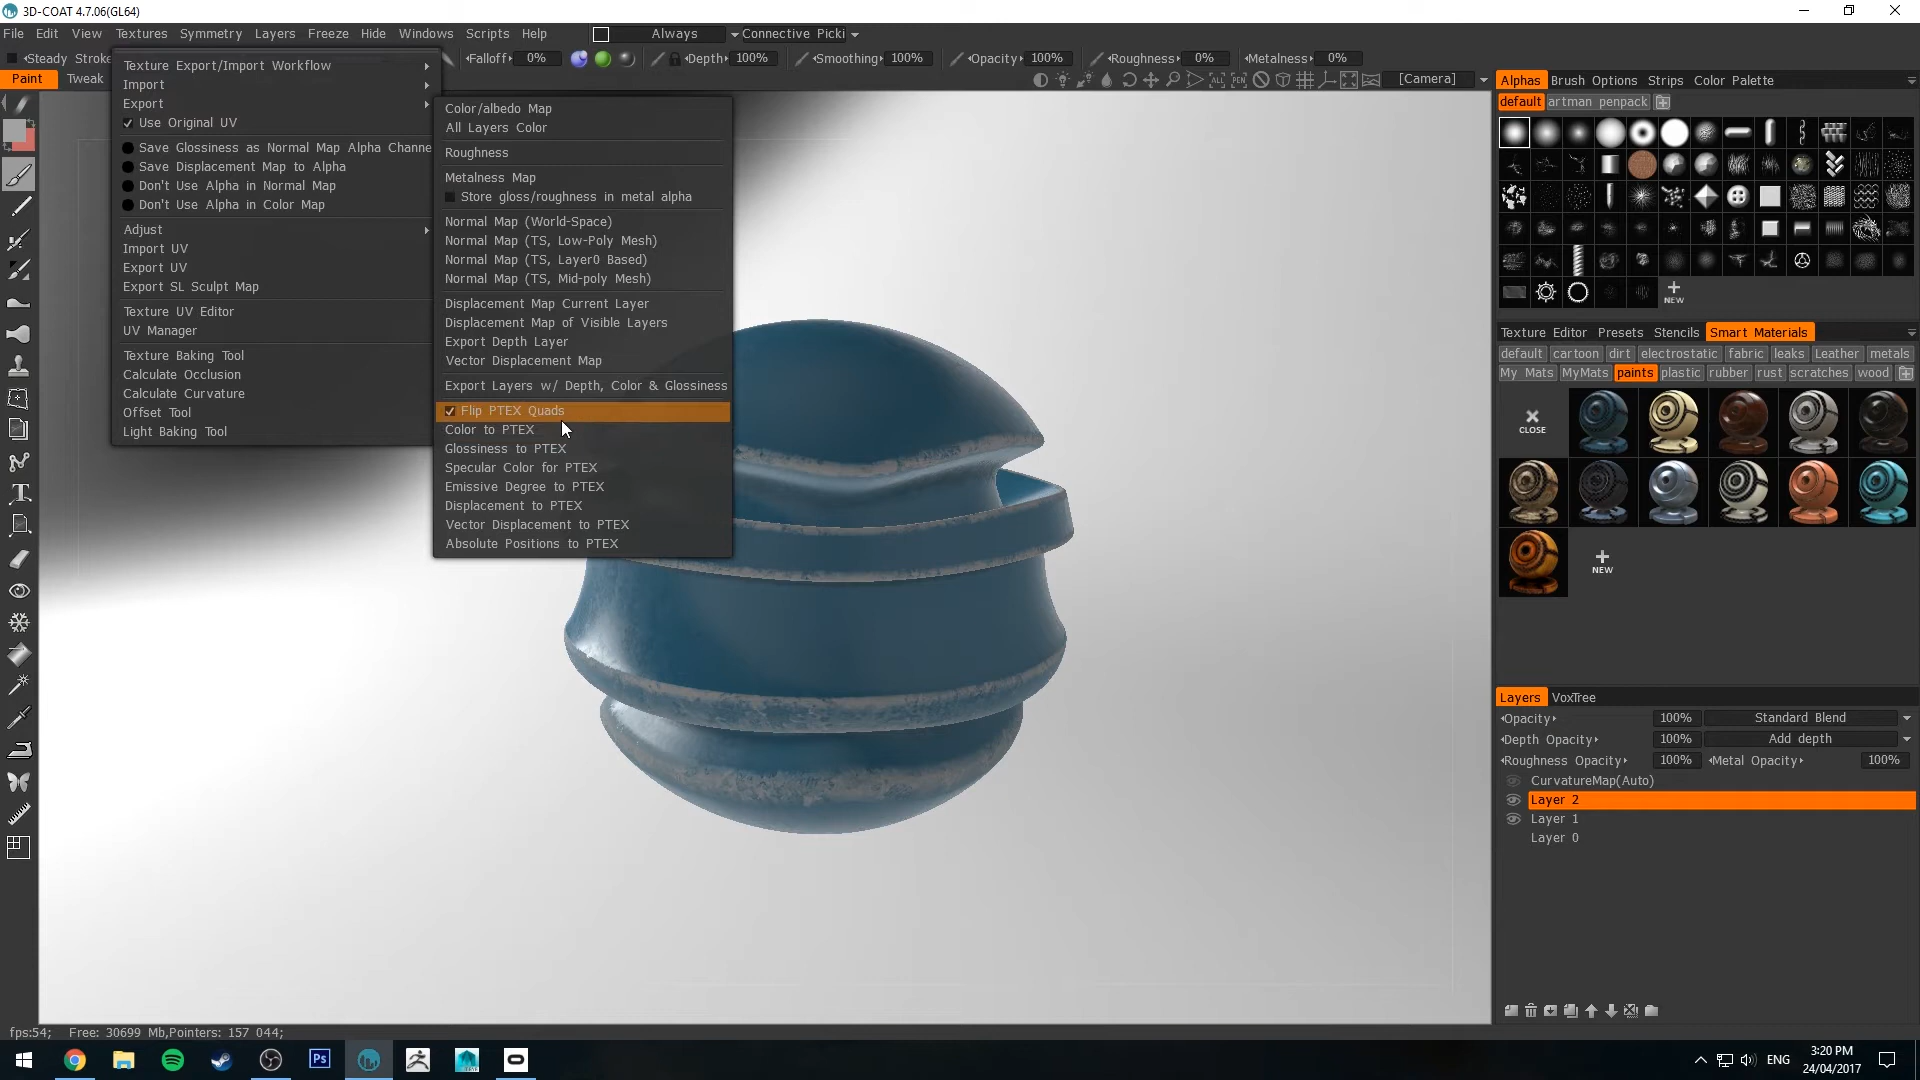 3D-COAT 4.7.06(GL64)
File Edit View Textures Symmetry Layers Freeze Hide Windows Scripts Help Always Connective Picki
Steady Stroke Falloff 0% Depth 100% Smoothing 100% Opacity 100% Roughness 0% Metalness 0%
Paint Tweak [Camera]
Texture Export/Import Workflow
Import
Export
Use Original UV
Save Glossiness as Normal Map Alpha Channe
Save Displacement Map to Alpha
Don't Use Alpha in Normal Map
Don't Use Alpha in Color Map
Adjust
Import UV
Export UV
Export SL Sculpt Map
Texture UV Editor
UV Manager
Texture Baking Tool
Calculate Occlusion
Calculate Curvature
Offset Tool
Light Baking Tool
Color/albedo Map
All Layers Color
Roughness
Metalness Map
Store gloss/roughness in metal alpha
Normal Map (World-Space)
Normal Map (TS, Low-Poly Mesh)
Normal Map (TS, Layer0 Based)
Normal Map (TS, Mid-poly Mesh)
Displacement Map Current Layer
Displacement Map of Visible Layers
Export Depth Layer
Vector Displacement Map
Export Layers w/ Depth, Color & Glossiness
Flip PTEX Quads
Color to PTEX
Glossiness to PTEX
Specular Color for PTEX
Emissive Degree to PTEX
Displacement to PTEX
Vector Displacement to PTEX
Absolute Positions to PTEX
Alphas Brush Options Strips Color Palette
default artman penpack
ALL PEN
NEW
Texture Editor Presets Stencils Smart Materials
default cartoon dirt electrostatic fabric leaks Leather metals
My Mats MyMats paints plastic rubber rust scratches wood
CLOSE
NEW
Layers VoxTree
Opacity 100% Standard Blend
Depth Opacity 100% Add depth
Roughness Opacity 100% Metal Opacity 100%
CurvatureMap(Auto)
Layer 2
Layer 1
Layer 0
fps:54; Free: 30699 Mb,Pointers: 157 044;
Ps
ENG
3:20 PM
24/04/2017